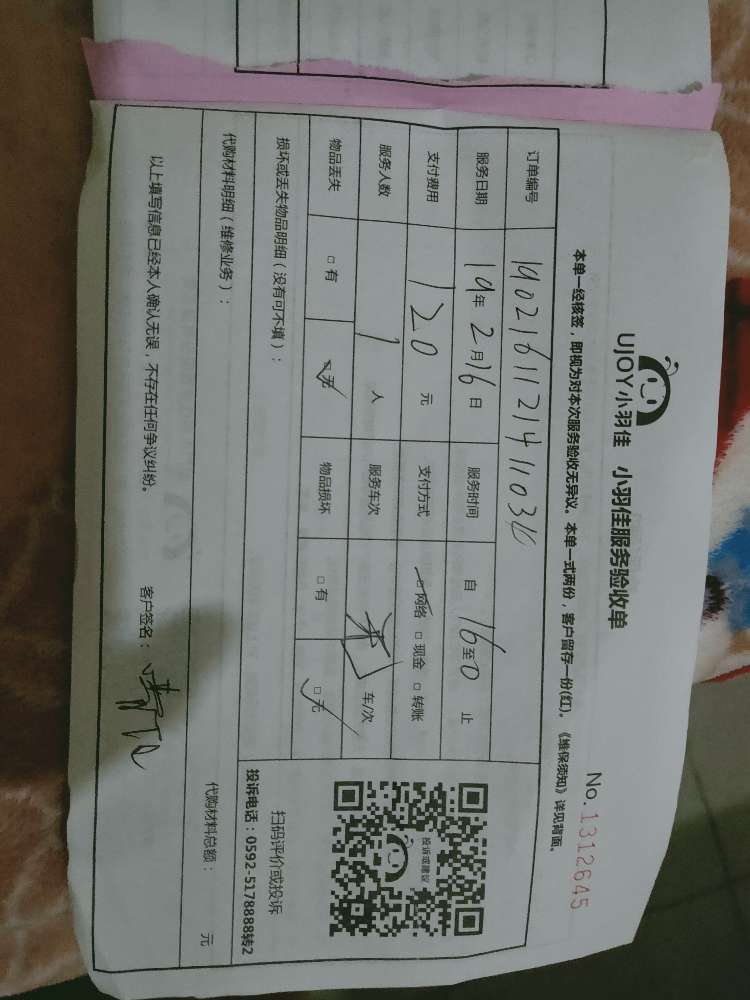 UJOY小羽佳 小羽佳服务验收单
No. 1312645
本单一经核签，即视为对本次服务验收无异议。本单一式两份，客户留存一份(红)。《维保须知》详见背面。
订单编号
服务日期 19年 2月16日 服务时间 自 16至0 止
支付费用 120 元 支付方式 □网络 □现金 □转账
服务人数 1 人 服务车次 车/次
物品丢失 □有 □无 物品损坏 □有 □无
损坏或丢失物品明细（没有可不填）：
投诉或建议
扫码评价或投诉
投诉电话：0592-5178888转2
代购材料明细（维修业务）： 代购材料总额： 元
以上填写信息已经本人确认无误，不存在任何争议纠纷。 客户签名：